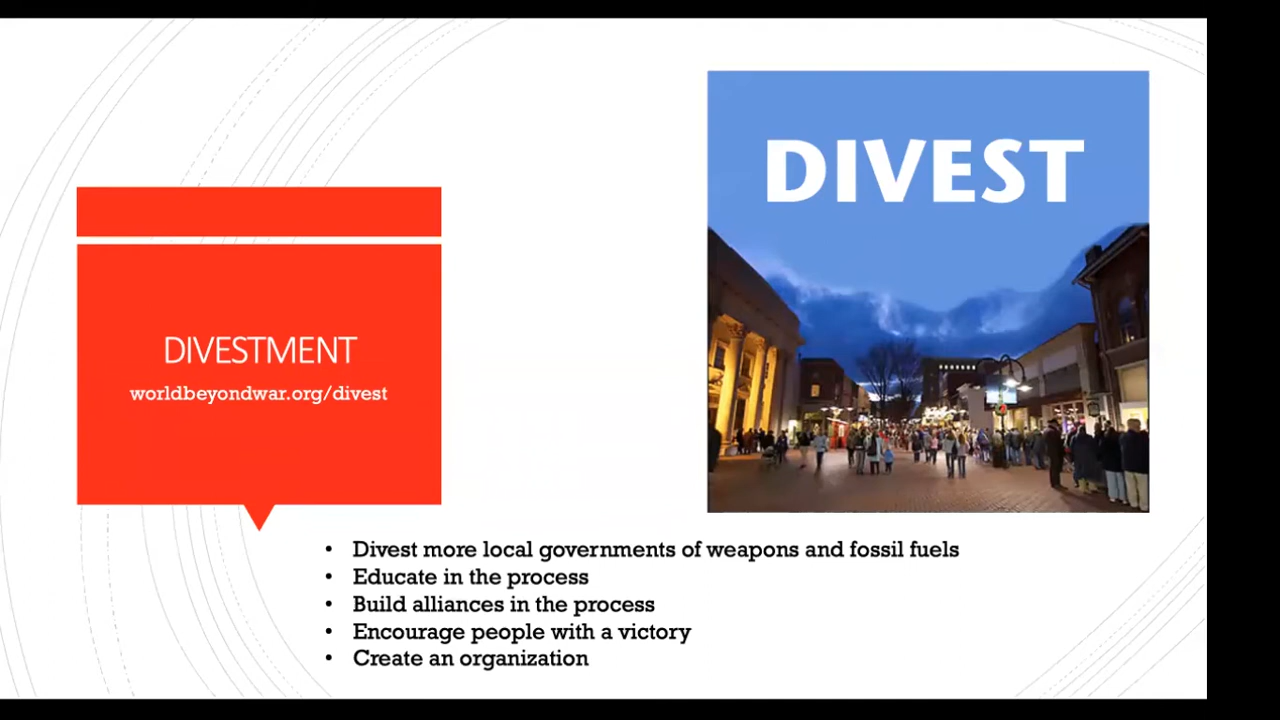 DIVEST
DIVESTMENT
worldbeyondwar.org/divest
• Divest more local governments of weapons and fossil fuels
• Educate in the process
• Build alliances in the process
• Encourage people with a victory
• Create an organization